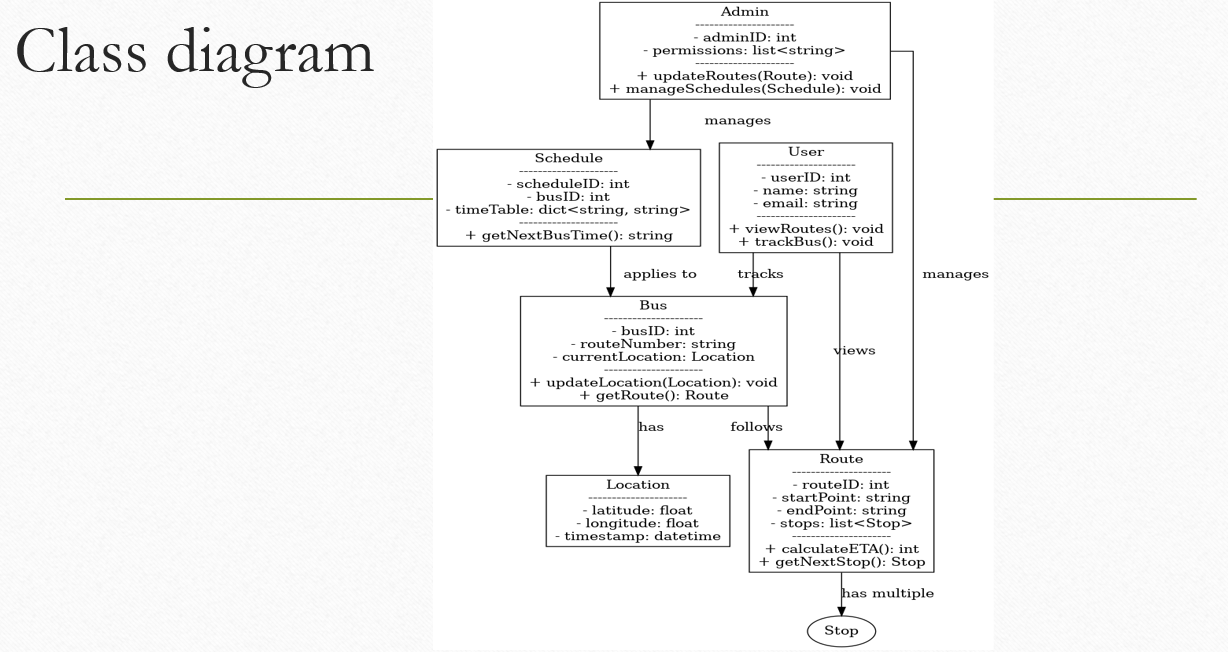 Class diagram
Admin
--------------------
- adminID: int
- permissions: list<string>
--------------------
+ updateRoutes(Route): void
+ manageSchedules(Schedule): void
manages
Schedule
--------------------
- scheduleID: int
- busID: int
- timeTable: dict<string, string>
--------------------
+ getNextBusTime(): string
User
--------------------
- userID: int
- name: string
- email: string
--------------------
+ viewRoutes(): void
+ trackBus(): void
applies to
tracks
manages
Bus
--------------------
- busID: int
- routeNumber: string
- currentLocation: Location
--------------------
+ updateLocation(Location): void
+ getRoute(): Route
views
has
follows
Location
--------------------
- latitude: float
- longitude: float
- timestamp: datetime
Route
--------------------
- routeID: int
- startPoint: string
- endPoint: string
- stops: list<Stop>
--------------------
+ calculateETA(): int
+ getNextStop(): Stop
has multiple
Stop